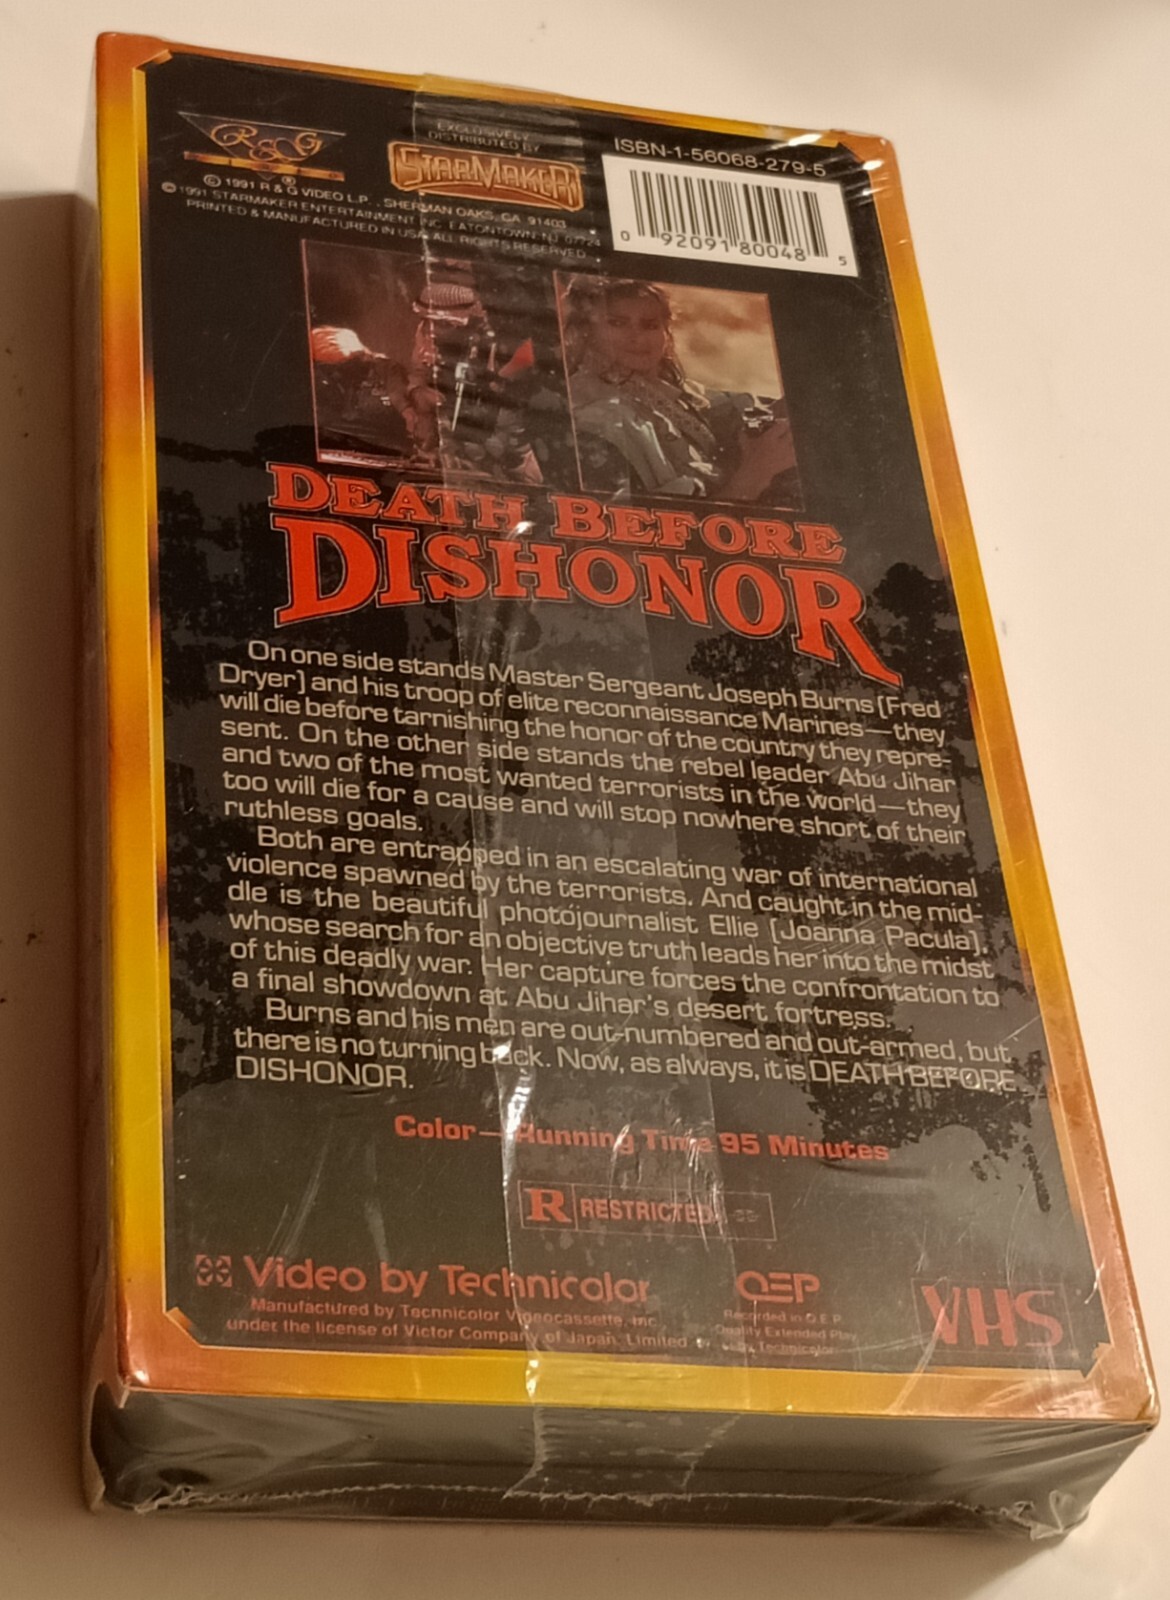 R&G
VIDEO
®
© 1991 R & G VIDEO L.P., SHERMAN OAKS, CA 91403
© 1991 STARMAKER ENTERTAINMENT INC. EATONTOWN, NJ 07724
PRINTED & MANUFACTURED IN USA. ALL RIGHTS RESERVED.
EXCLUSIVELY
DISTRIBUTED BY
STARMAKER
ISBN-1-56068-279-5
0 92091 80048 5
DEATH BEFORE
DISHONOR
On one side stands Master Sergeant Joseph Burns [Fred
Dryer] and his troop of elite reconnaissance Marines—they
will die before tarnishing the honor of the country they repre-
sent. On the other side stands the rebel leader Abu Jihar
and two of the most wanted terrorists in the world—they
too will die for a cause and will stop nowhere short of their
ruthless goals.
Both are entrapped in an escalating war of international
violence spawned by the terrorists. And caught in the mid-
dle is the beautiful photojournalist Ellie [Joanna Pacula],
whose search for an objective truth leads her into the midst
of this deadly war. Her capture forces the confrontation to
a final showdown at Abu Jihar's desert fortress.
Burns and his men are out-numbered and out-armed, but
there is no turning back. Now, as always, it is DEATH BEFORE
DISHONOR.
Color—Running Time 95 Minutes
R RESTRICTED
Video by Technicolor
Manufactured by Technicolor Videocassette, Inc.
under the license of Victor Company of Japan, Limited
QEP
Recorded in Q.E.P.
Quality Extended Play
by Technicolor
VHS